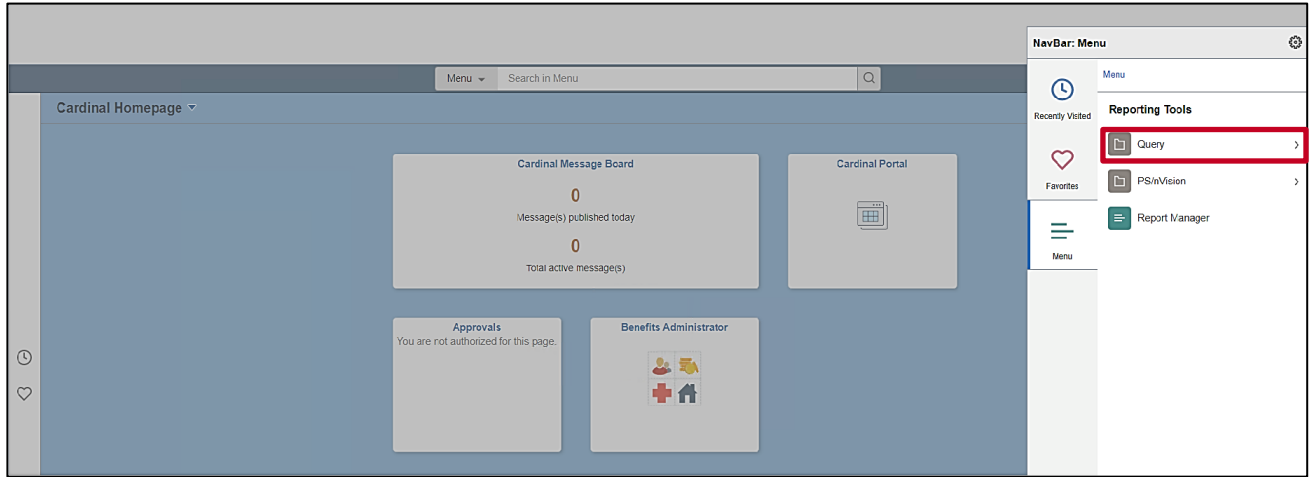 NavBar: Menu
Menu
Search in Menu
Cardinal Homepage
Recently Visited
Favorites
Menu
Menu
Reporting Tools
Query
PS/nVision
Report Manager
Cardinal Message Board
0
Message(s) published today
0
Total active message(s)
Cardinal Portal
Approvals
You are not authorized for this page.
Benefits Administrator